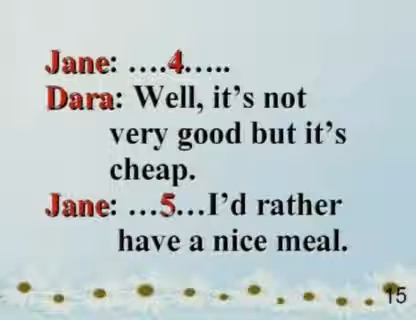 Jane: ....4.....
Dara: Well, it's not
very good but it's
cheap.
Jane: ...5...I'd rather
have a nice meal.
15